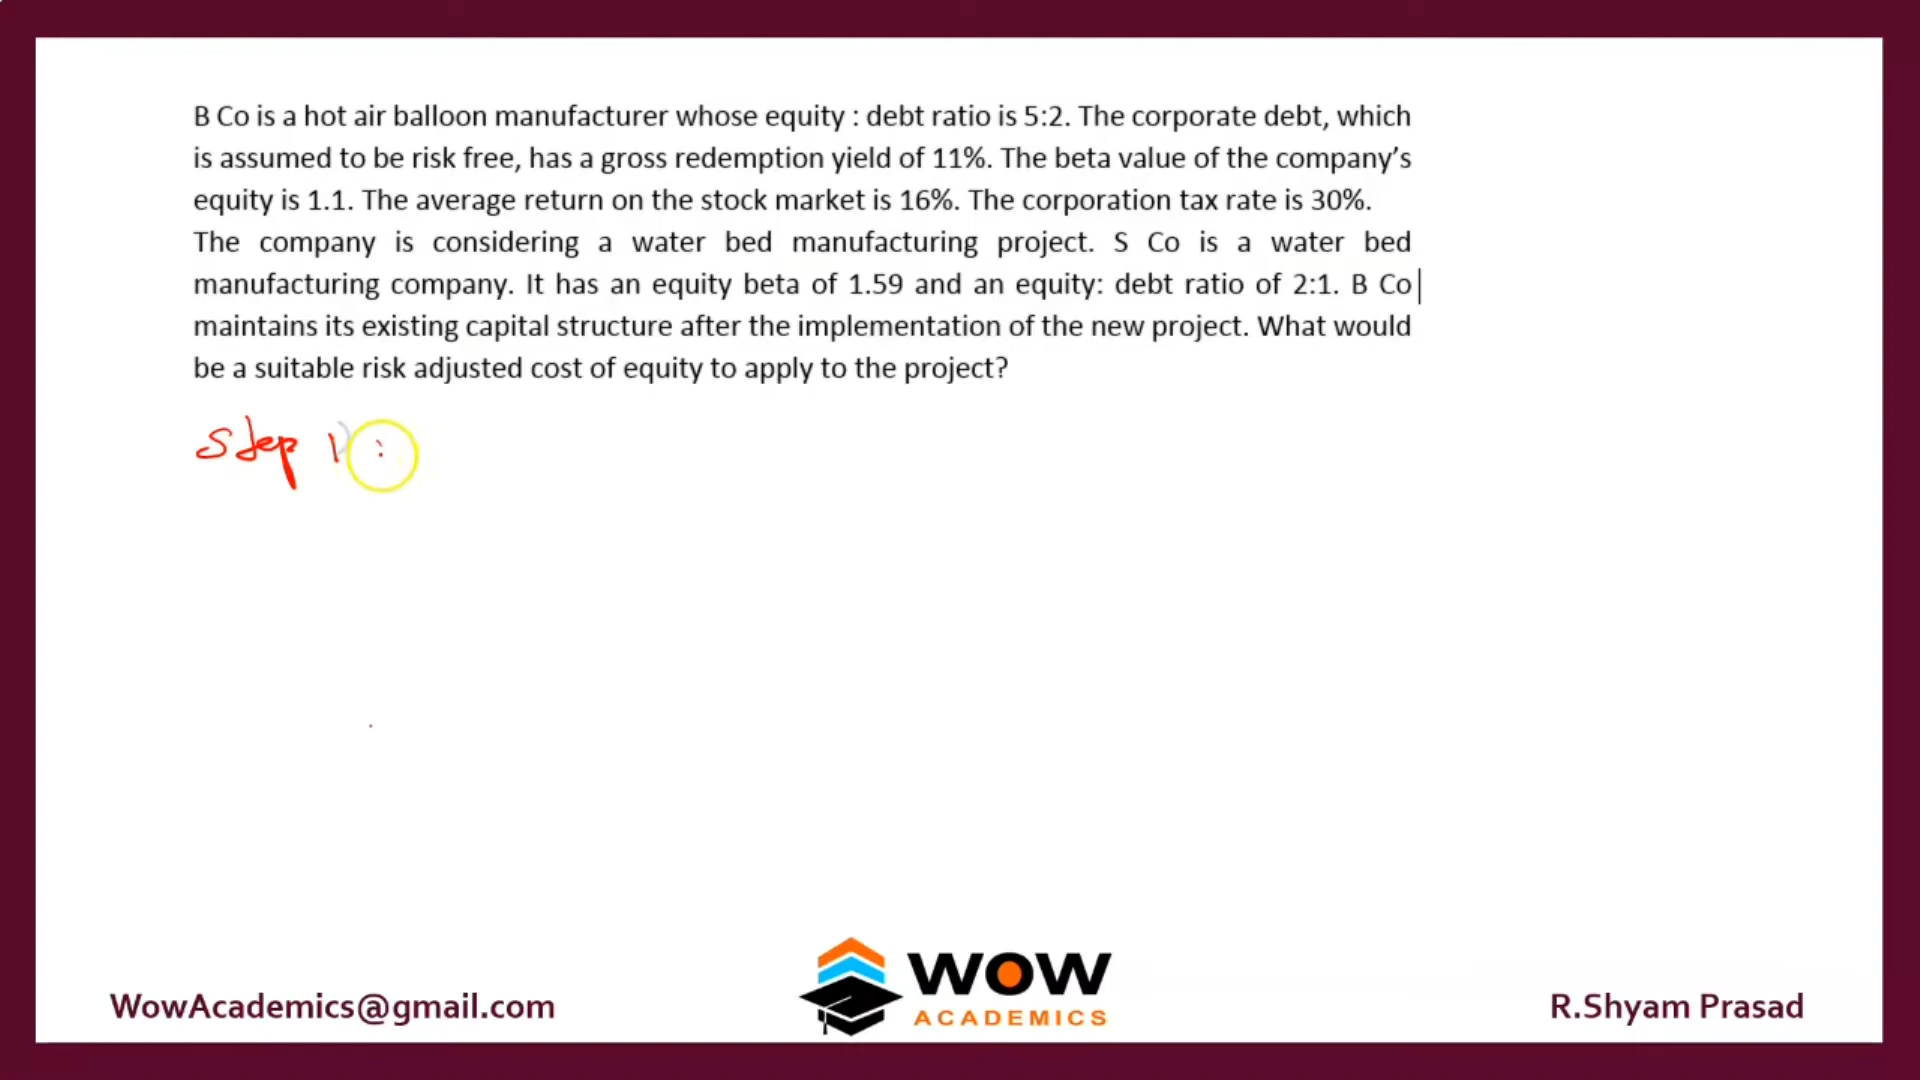 B Co is a hot air balloon manufacturer whose equity : debt ratio is 5:2. The corporate debt, which
is assumed to be risk free, has a gross redemption yield of 11%. The beta value of the company’s
equity is 1.1. The average return on the stock market is 16%. The corporation tax rate is 30%.
The company is considering a water bed manufacturing project. S Co is a water bed
manufacturing company. It has an equity beta of 1.59 and an equity: debt ratio of 2:1. B Co
maintains its existing capital structure after the implementation of the new project. What would
be a suitable risk adjusted cost of equity to apply to the project?
Step 1 :
WOW
ACADEMICS
WowAcademics@gmail.com
R.Shyam Prasad